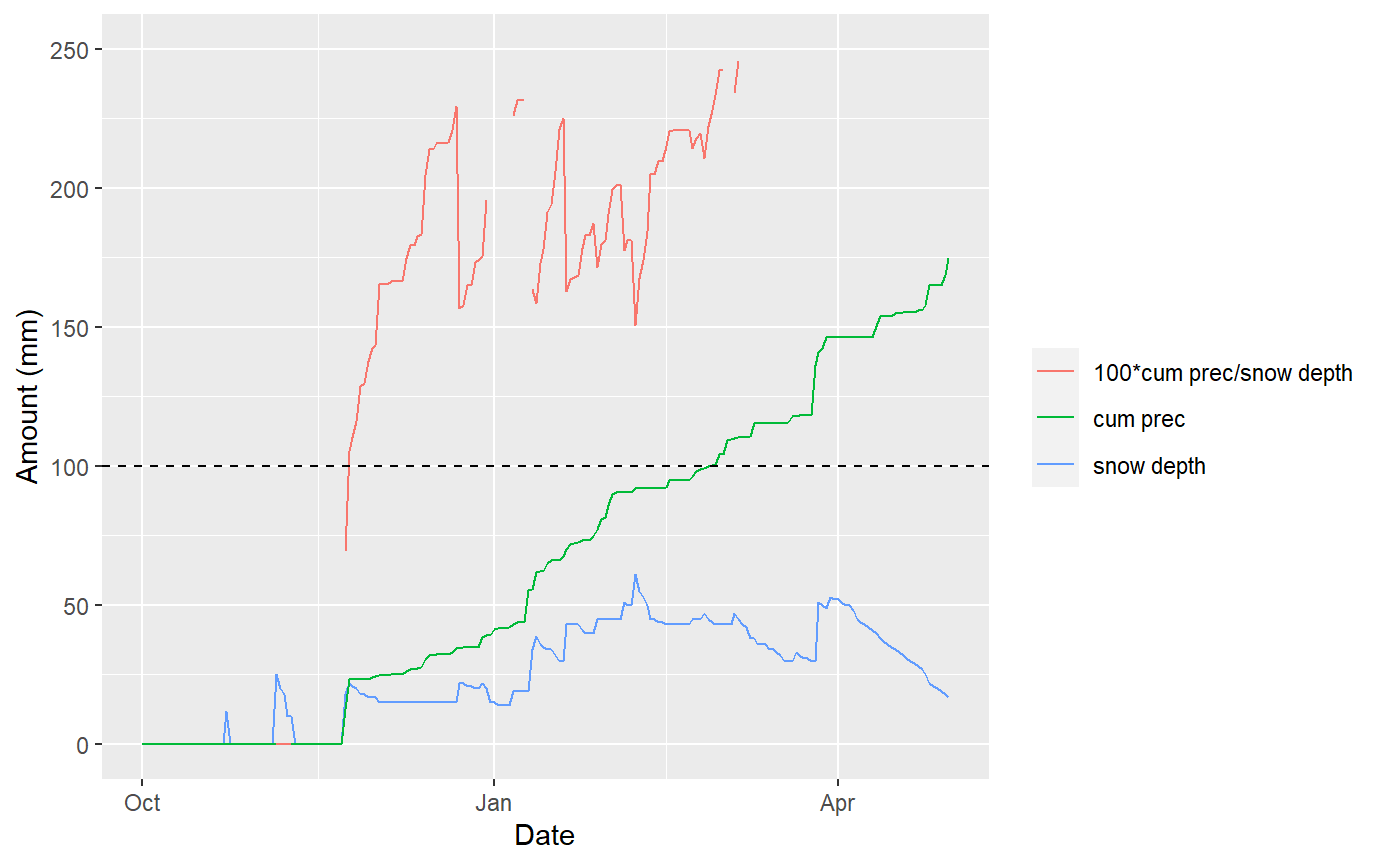 250
200
150
100
50
0
Amount (mm)
Oct
Jan
Apr
Date
100*cum prec/snow depth
cum prec
snow depth